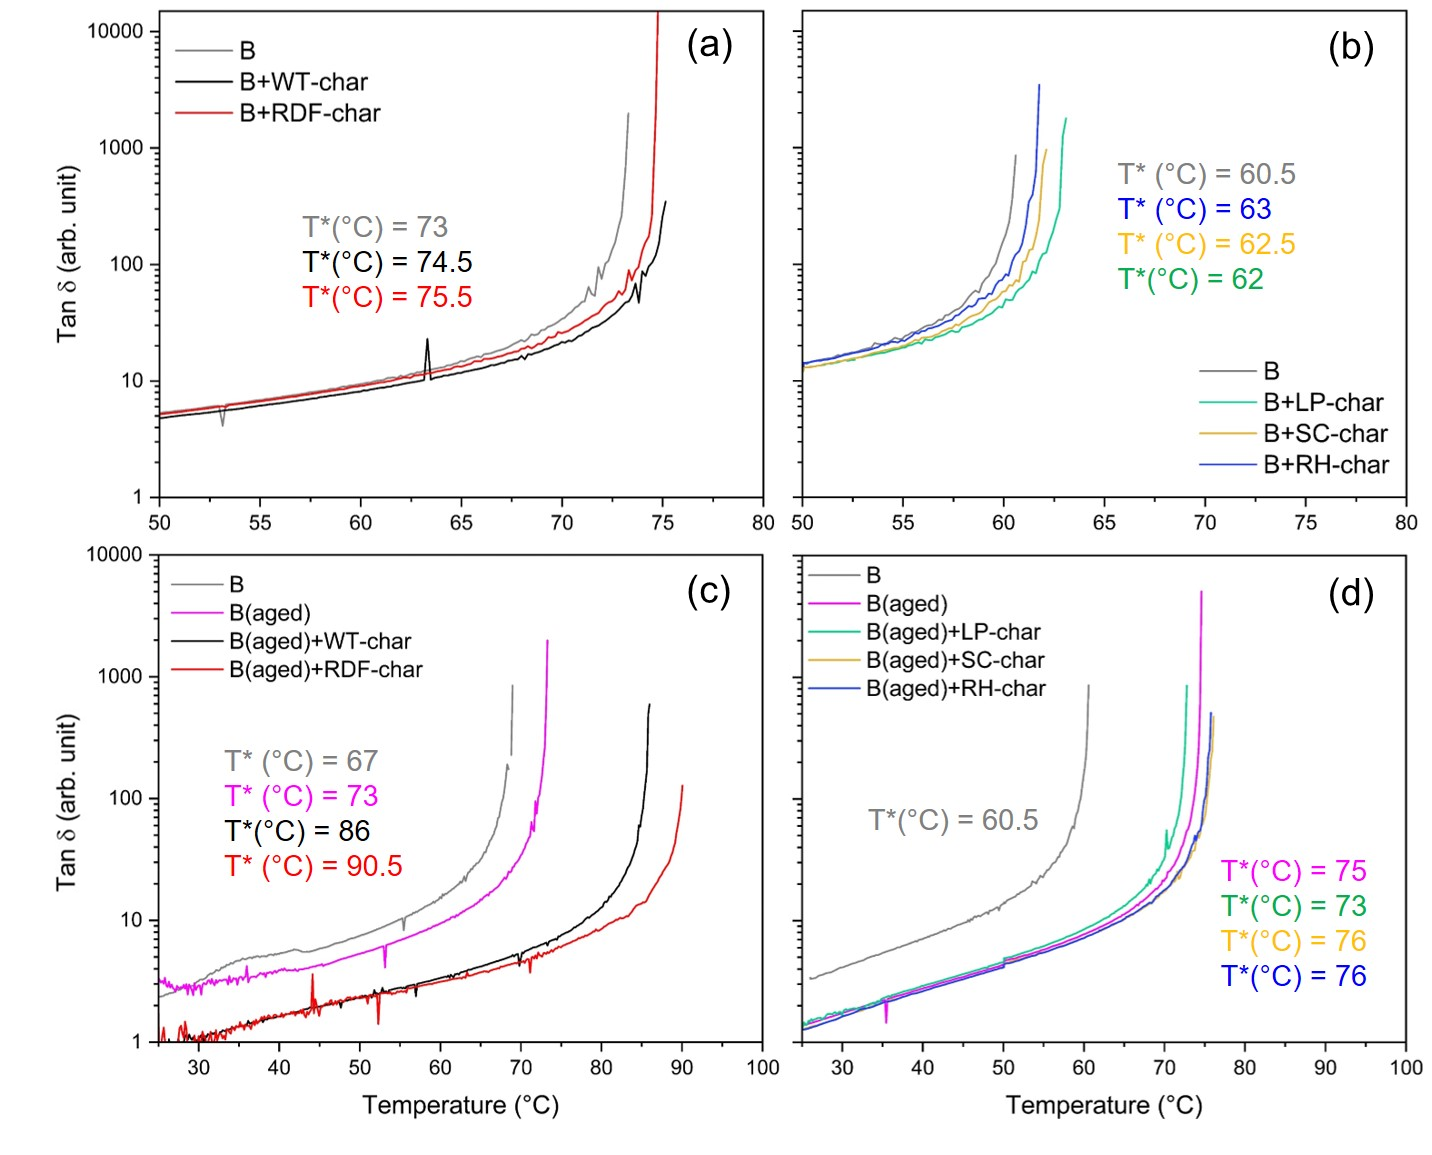 (a)
B
B+WT-char
B+RDF-char
T*(°C) = 73
T*(°C) = 74.5
T*(°C) = 75.5
Tan δ (arb. unit)
10000
1000
100
10
1
50 55 60 65 70 75 80
(b)
T* (°C) = 60.5
T* (°C) = 63
T* (°C) = 62.5
T*(°C) = 62
B
B+LP-char
B+SC-char
B+RH-char
50 55 60 65 70 75 80
(c)
B
B(aged)
B(aged)+WT-char
B(aged)+RDF-char
T* (°C) = 67
T* (°C) = 73
T*(°C) = 86
T* (°C) = 90.5
Tan δ (arb. unit)
10000
1000
100
10
1
30 40 50 60 70 80 90 100
Temperature (°C)
(d)
B
B(aged)
B(aged)+LP-char
B(aged)+SC-char
B(aged)+RH-char
T*(°C) = 60.5
T*(°C) = 75
T*(°C) = 73
T*(°C) = 76
T*(°C) = 76
30 40 50 60 70 80 90 100
Temperature (°C)